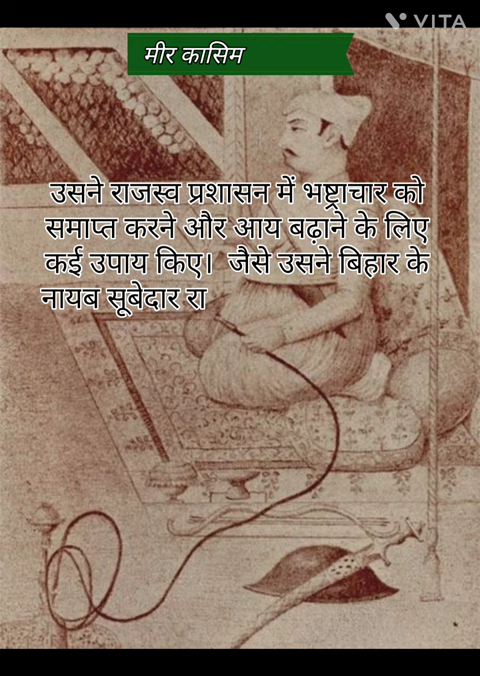 VITA
मीर कासिम
उसने राजस्व प्रशासन में भ्रष्ट्राचार को
समाप्त करने और आय बढ़ाने के लिए
कई उपाय किए। जैसे उसने बिहार के
नायब सूबेदार रा